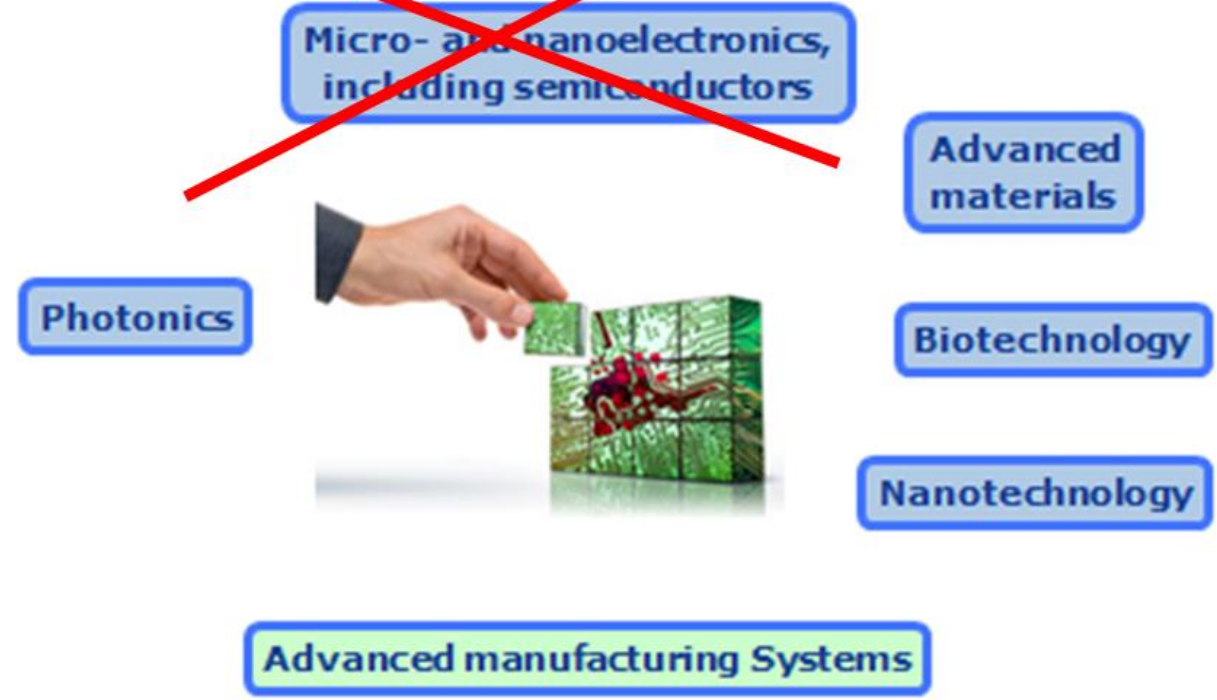 Micro- and nanoelectronics,
including semiconductors
Advanced
materials
Photonics
Biotechnology
Nanotechnology
Advanced manufacturing Systems